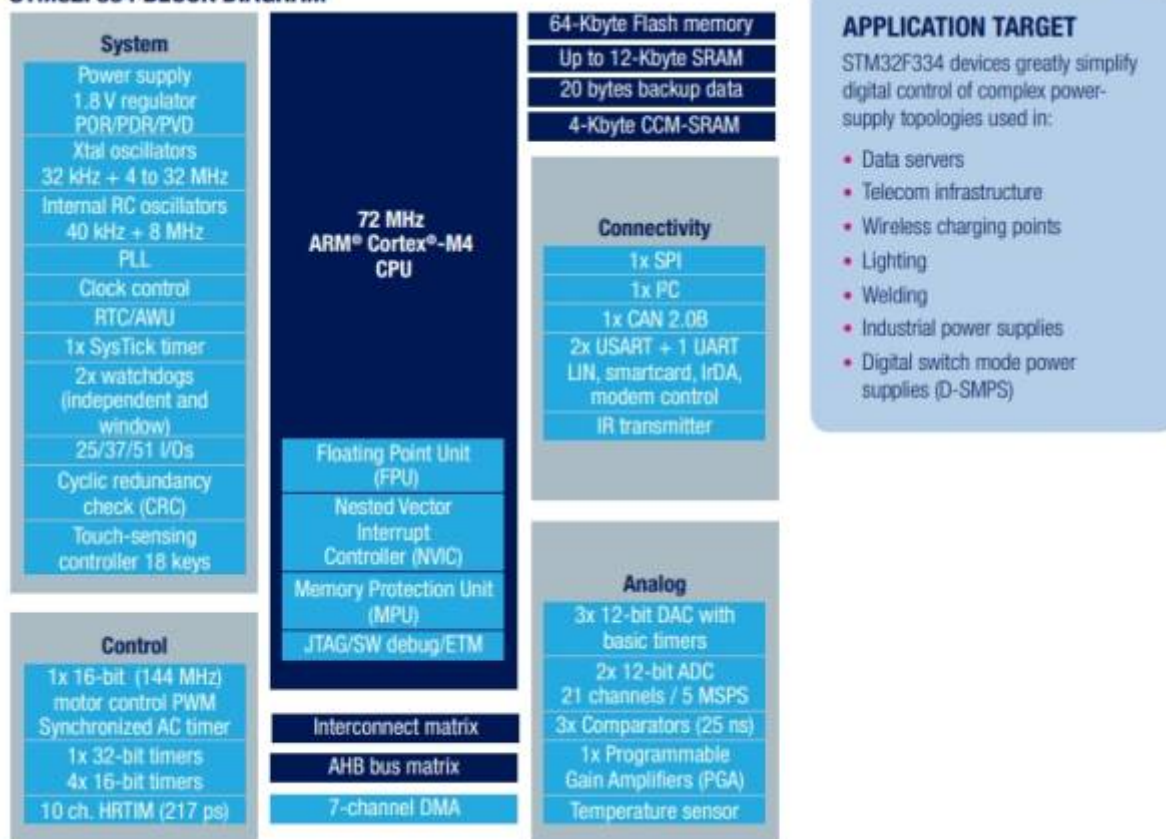 System
Power supply
1.8 V regulator
POR/PDR/PVD
Xtal oscillators
32 kHz + 4 to 32 MHz
Internal RC oscillators
40 kHz + 8 MHz
PLL
Clock control
RTC/AWU
1x SysTick timer
2x watchdogs
(independent and
window)
25/37/51 I/Os
Cyclic redundancy
check (CRC)
Touch-sensing
controller 18 keys
Control
1x 16-bit (144 MHz)
motor control PWM
Synchronized AC timer
1x 32-bit timers
4x 16-bit timers
10 ch. HRTIM (217 ps)
72 MHz
ARM® Cortex®-M4
CPU
Floating Point Unit
(FPU)
Nested Vector
Interrupt
Controller (NVIC)
Memory Protection Unit
(MPU)
JTAG/SW debug/ETM
Interconnect matrix
AHB bus matrix
7-channel DMA
64-Kbyte Flash memory
Up to 12-Kbyte SRAM
20 bytes backup data
4-Kbyte CCM-SRAM
Connectivity
1x SPI
1x I²C
1x CAN 2.0B
2x USART + 1 UART
LIN, smartcard, IrDA,
modem control
IR transmitter
Analog
3x 12-bit DAC with
basic timers
2x 12-bit ADC
21 channels / 5 MSPS
3x Comparators (25 ns)
1x Programmable
Gain Amplifiers (PGA)
Temperature sensor
APPLICATION TARGET
STM32F334 devices greatly simplify
digital control of complex power-
supply topologies used in:
• Data servers
• Telecom infrastructure
• Wireless charging points
• Lighting
• Welding
• Industrial power supplies
• Digital switch mode power
supplies (D-SMPS)